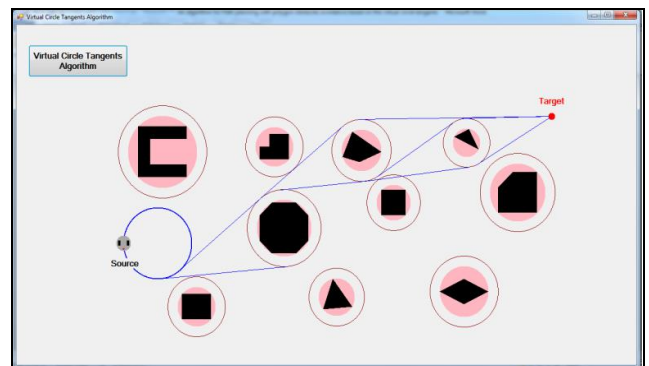 Virtual Circle Tangents Algorithm
Virtual Circle Tangents
Algorithm
Target
Source